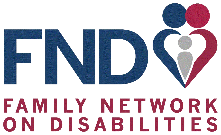 FND
FAMILY NETWORK
ON DISABILITIES